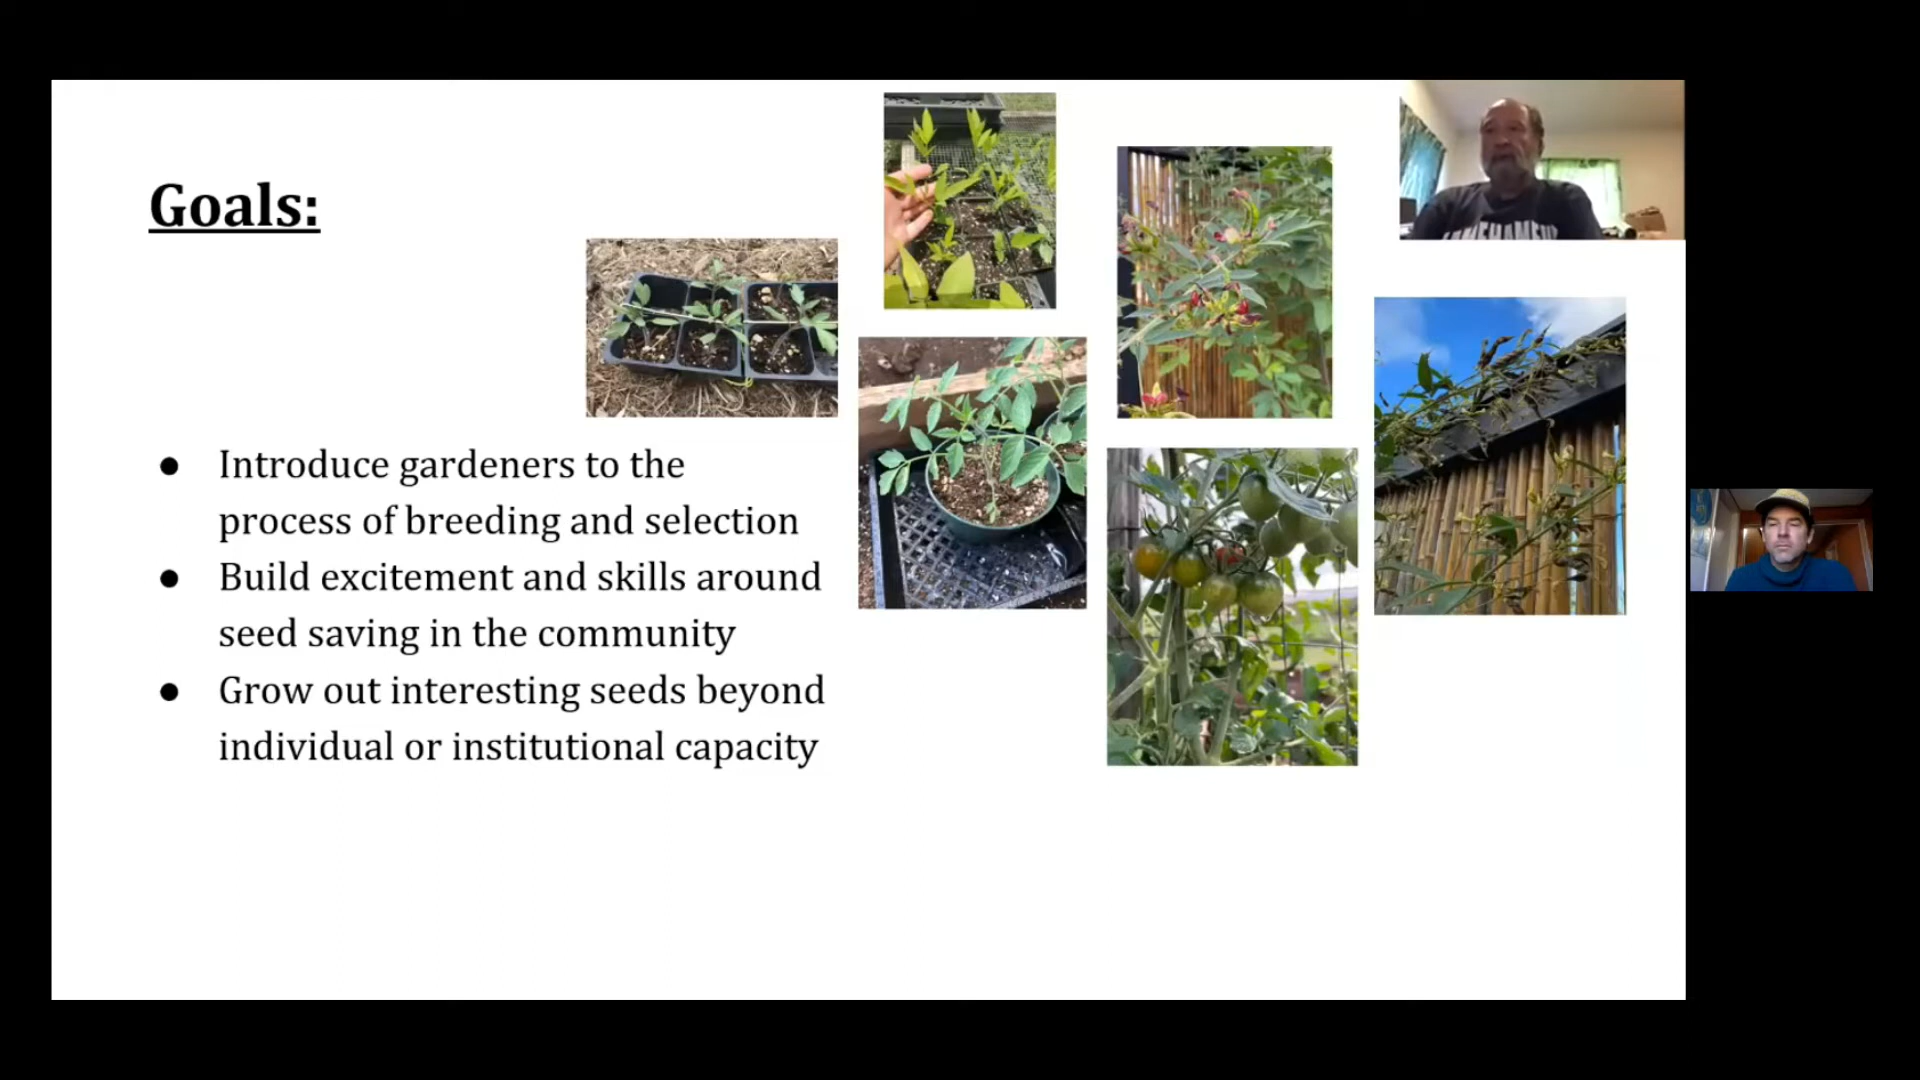 Goals:
● Introduce gardeners to the
process of breeding and selection
● Build excitement and skills around
seed saving in the community
● Grow out interesting seeds beyond
individual or institutional capacity